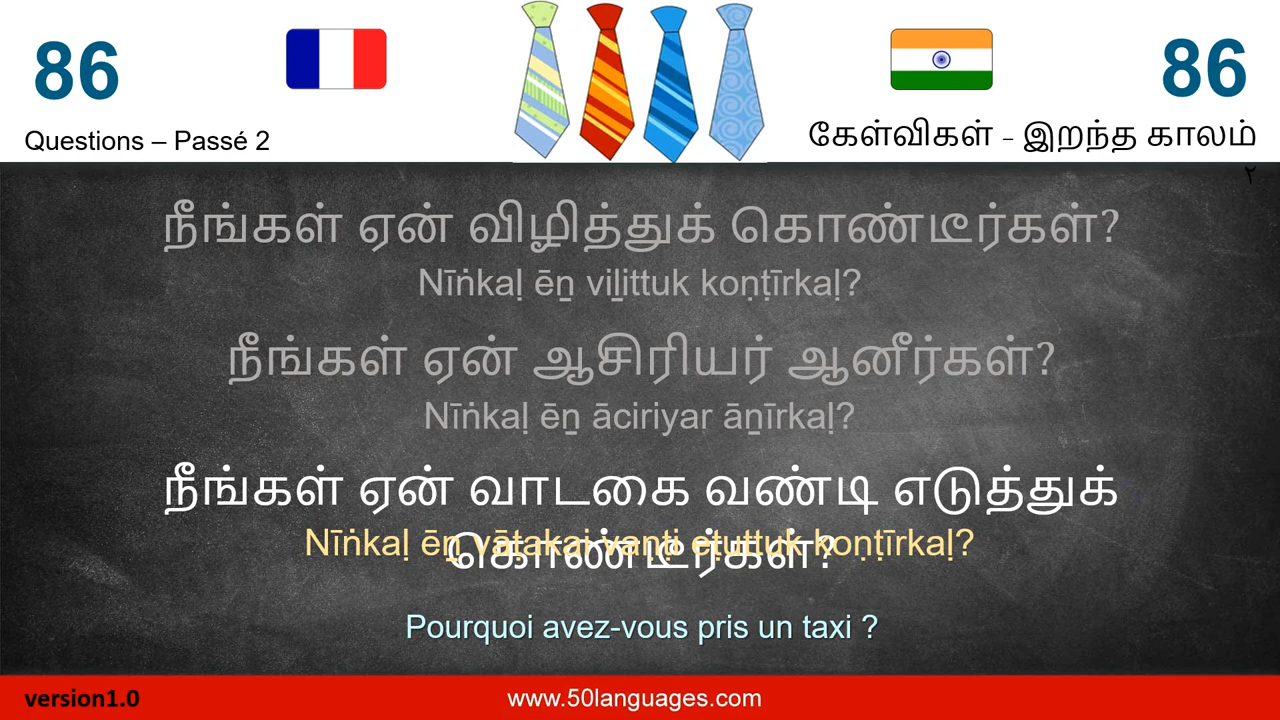 86
86
Questions – Passé 2
கேள்விகள் – இறந்த காலம்
٢
நீங்கள் ஏன் விழித்துக் கொண்டீர்கள்?
Nīṅkaḷ ēṉ viḻittuk koṇṭīrkaḷ?
நீங்கள் ஏன் ஆசிரியர் ஆனீர்கள்?
Nīṅkaḷ ēṉ āciriyar āṉīrkaḷ?
நீங்கள் ஏன் வாடகை வண்டி எடுத்துக்
கொண்டீர்கள்?
Nīṅkaḷ ēṉ vāṭakai vaṇṭi eṭuttuk koṇṭīrkaḷ?
Pourquoi avez-vous pris un taxi ?
version1.0
www.50languages.com